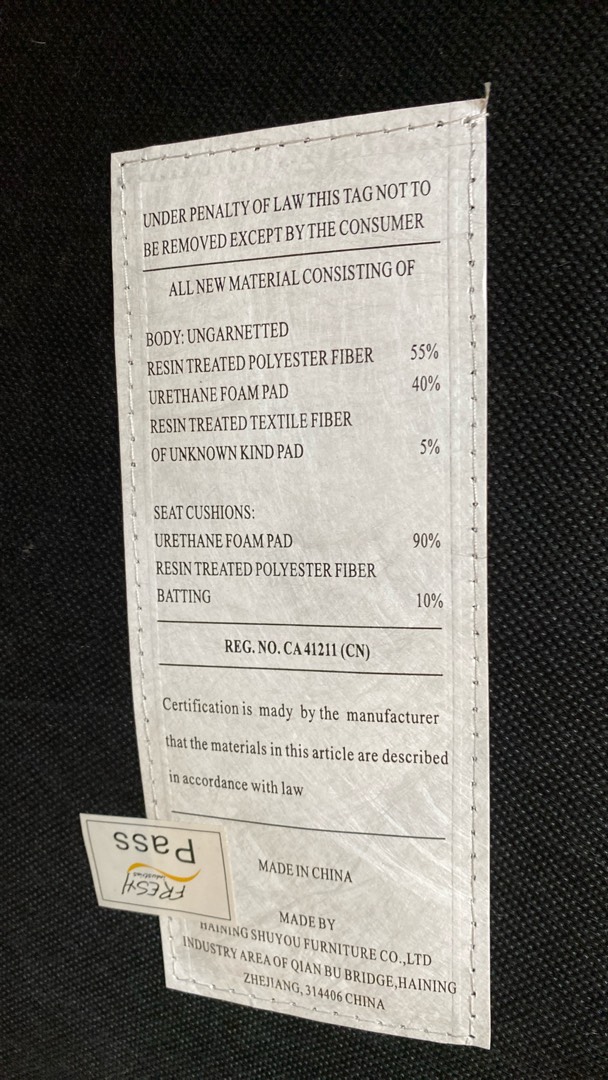 UNDER PENALTY OF LAW THIS TAG NOT TO
BE REMOVED EXCEPT BY THE CONSUMER
ALL NEW MATERIAL CONSISTING OF
BODY: UNGARNETTED
RESIN TREATED POLYESTER FIBER 55%
URETHANE FOAM PAD 40%
RESIN TREATED TEXTILE FIBER
OF UNKNOWN KIND PAD 5%
SEAT CUSHIONS:
URETHANE FOAM PAD 90%
RESIN TREATED POLYESTER FIBER
BATTING 10%
REG. NO. CA 41211 (CN)
Certification is mady by the manufacturer
that the materials in this article are described
in accordance with law
MADE IN CHINA
MADE BY
HAINING SHUYOU FURNITURE CO.,LTD
INDUSTRY AREA OF QIAN BU BRIDGE,HAINING
ZHEJIANG, 314406 CHINA
FRESH
industries
Pass